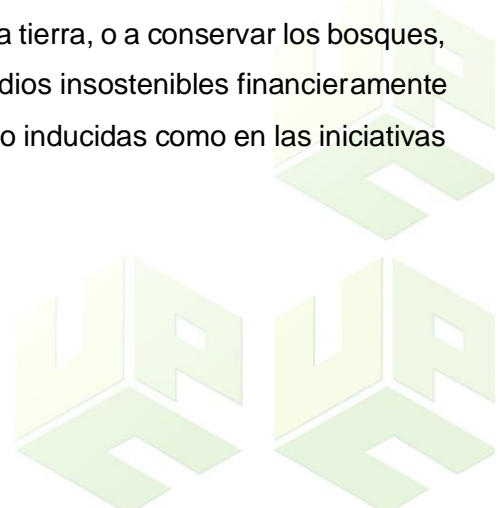 a tierra, o a conservar los bosques,
dios insostenibles financieramente
o inducidas como en las iniciativas